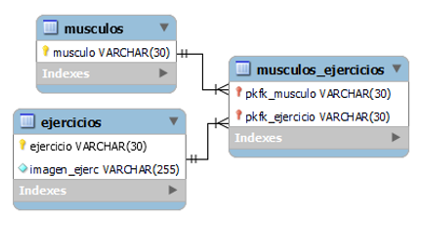 musculos
musculo VARCHAR(30)
Indexes
musculos_ejercicios
pkfk_musculo VARCHAR(30)
pkfk_ejercicio VARCHAR(30)
Indexes
ejercicios
ejercicio VARCHAR(30)
imagen_ejerc VARCHAR(255)
Indexes